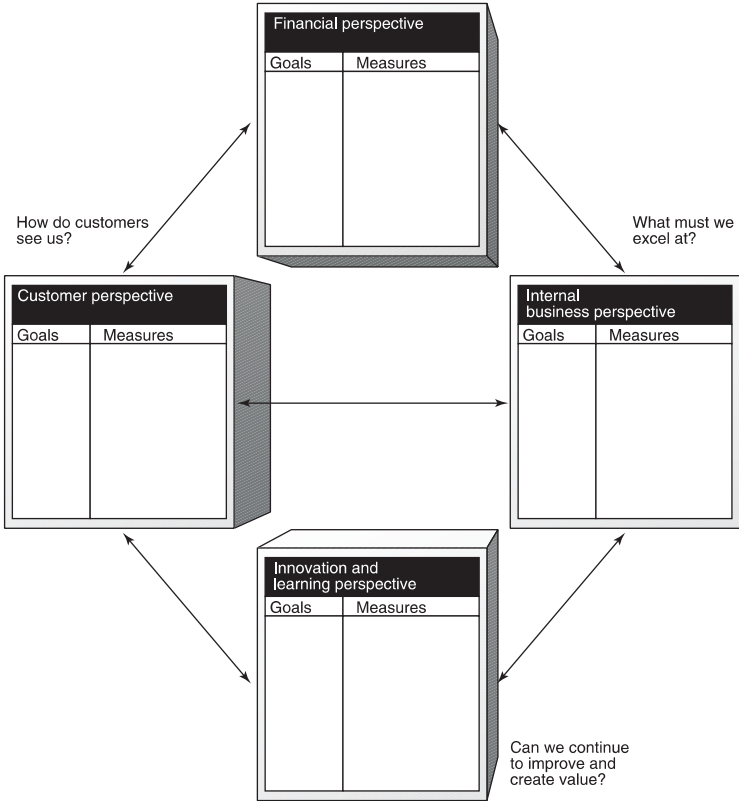 Financial perspective
Goals Measures
How do customers
see us?
What must we
excel at?
Customer perspective
Goals Measures
Internal
business perspective
Goals Measures
Innovation and
learning perspective
Goals Measures
Can we continue
to improve and
create value?